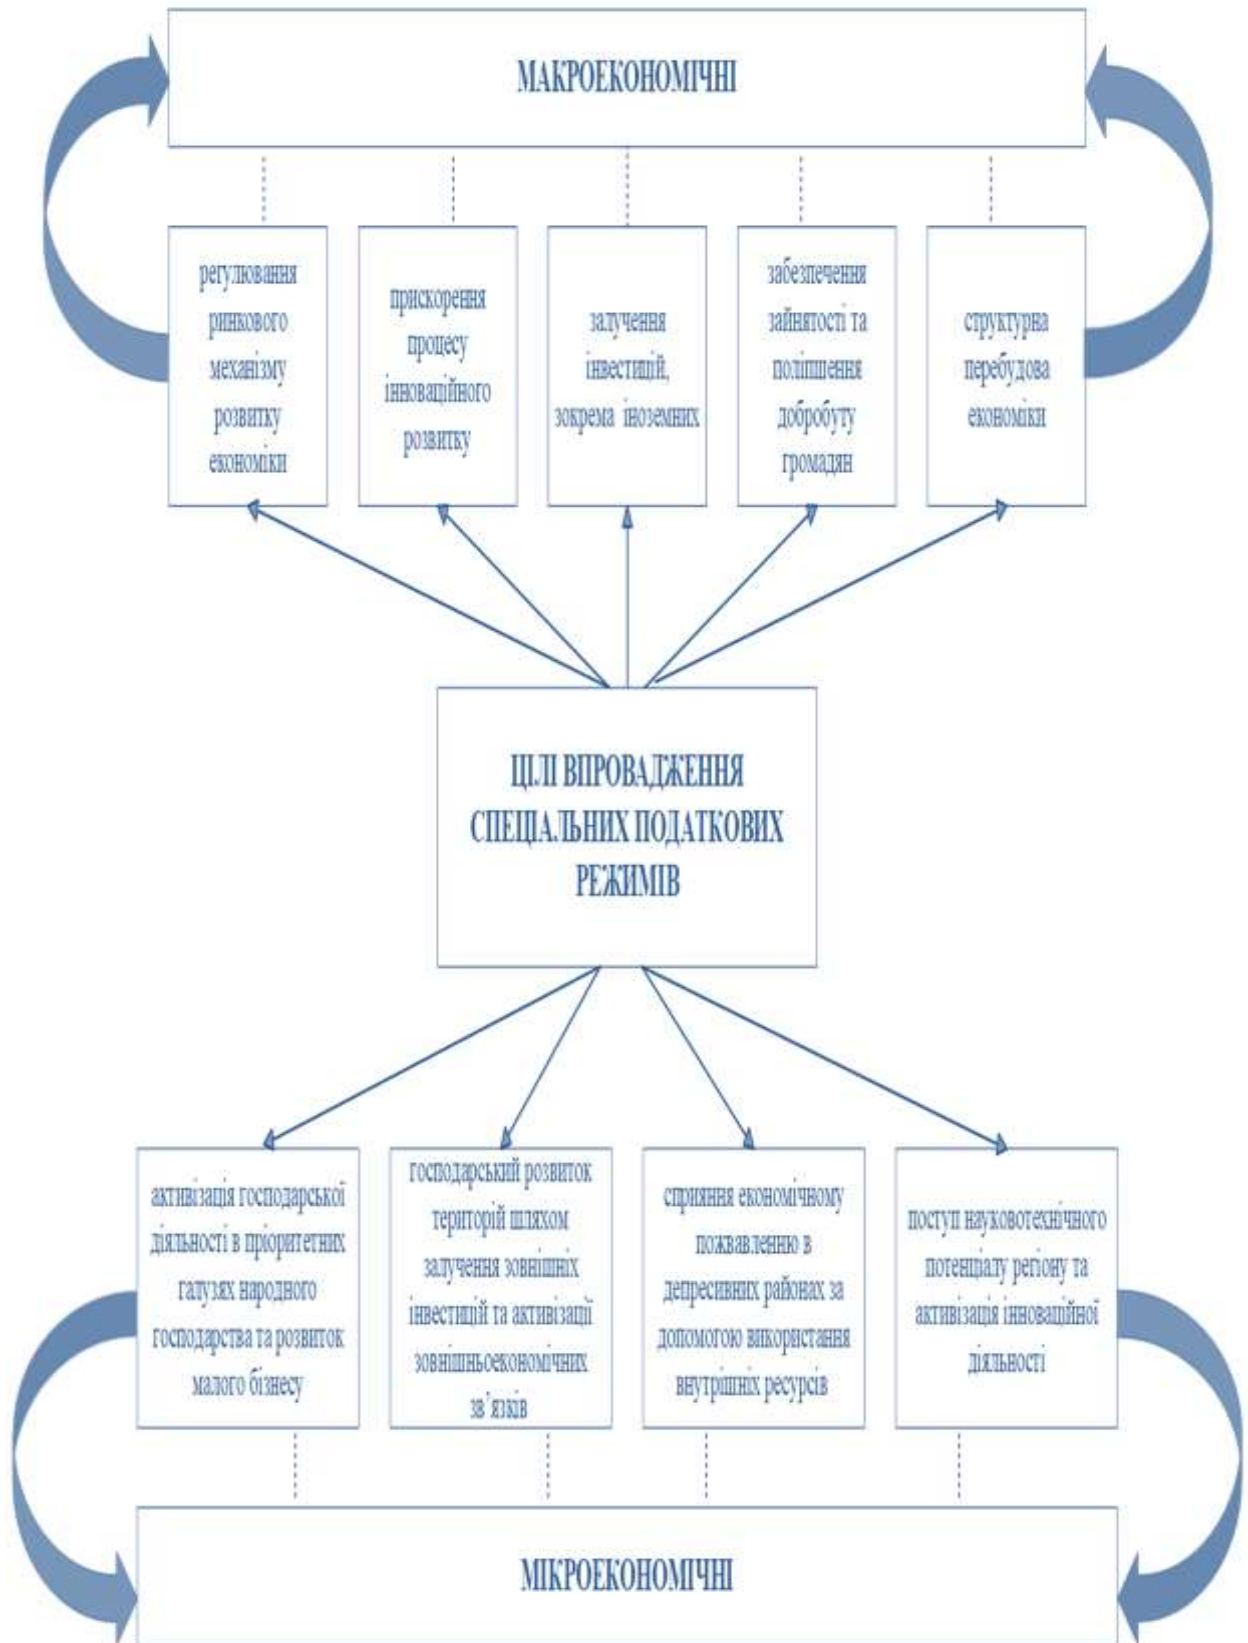 МАКРОЕКОНОМІЧНІ
регулювання
ринкового
механізму
розвитку
економіки
прискорення
процесу
інноваційного
розвитку
залучення
інвестицій,
зокрема іноземних
забезпечення
зайнятості та
поліпшення
добробуту
громадян
структурна
перебудова
економіки
ЦІЛІ ВПРОВАДЖЕННЯ
СПЕЦІАЛЬНИХ ПОДАТКОВИХ
РЕЖИМІВ
активізація господарської
діяльності в пріоритетних
галузях народного
господарства та розвиток
малого бізнесу
господарський розвиток
територій шляхом
залучення зовнішніх
інвестицій та активізації
зовнішньоекономічних
зв’язків
сприяння економічному
пожвавленню в
депресивних районах за
допомогою використання
внутрішніх ресурсів
поступ науковотехнічного
потенціалу регіону та
активізація інноваційної
діяльності
МІКРОЕКОНОМІЧНІ